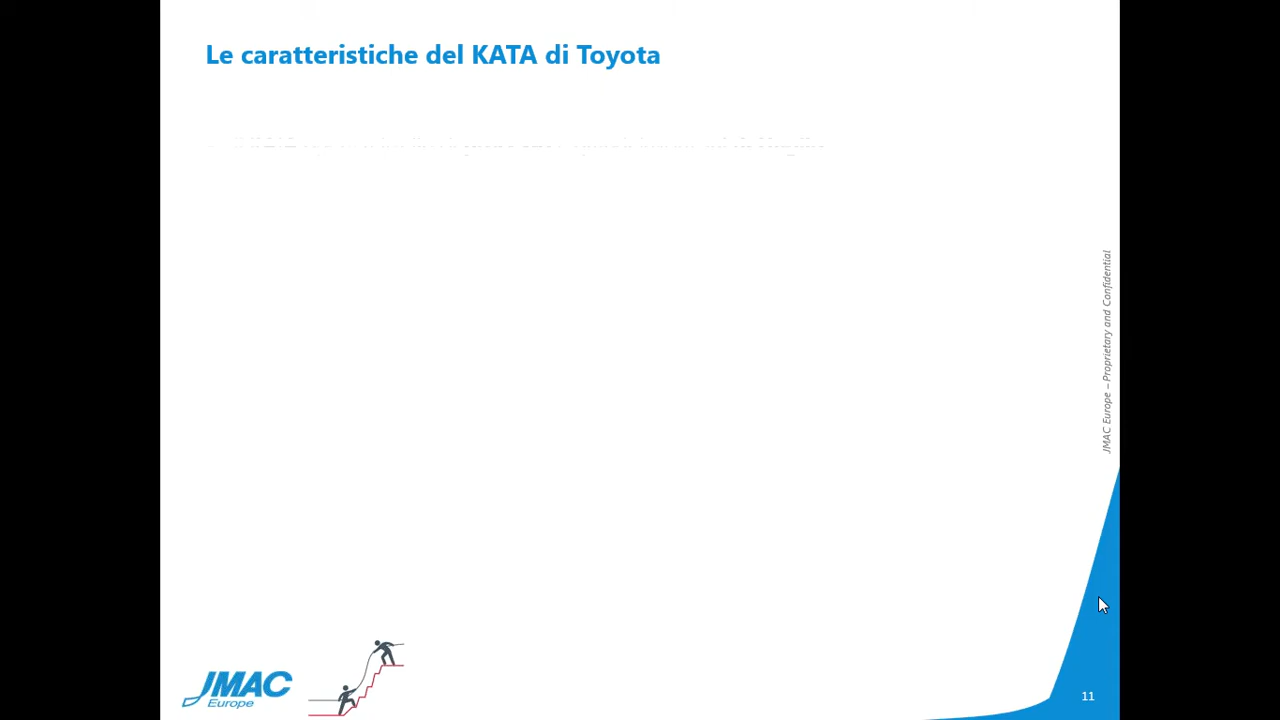 Le caratteristiche del KATA di Toyota
JMAC Europe – Proprietary and Confidential
JMAC
Europe
11